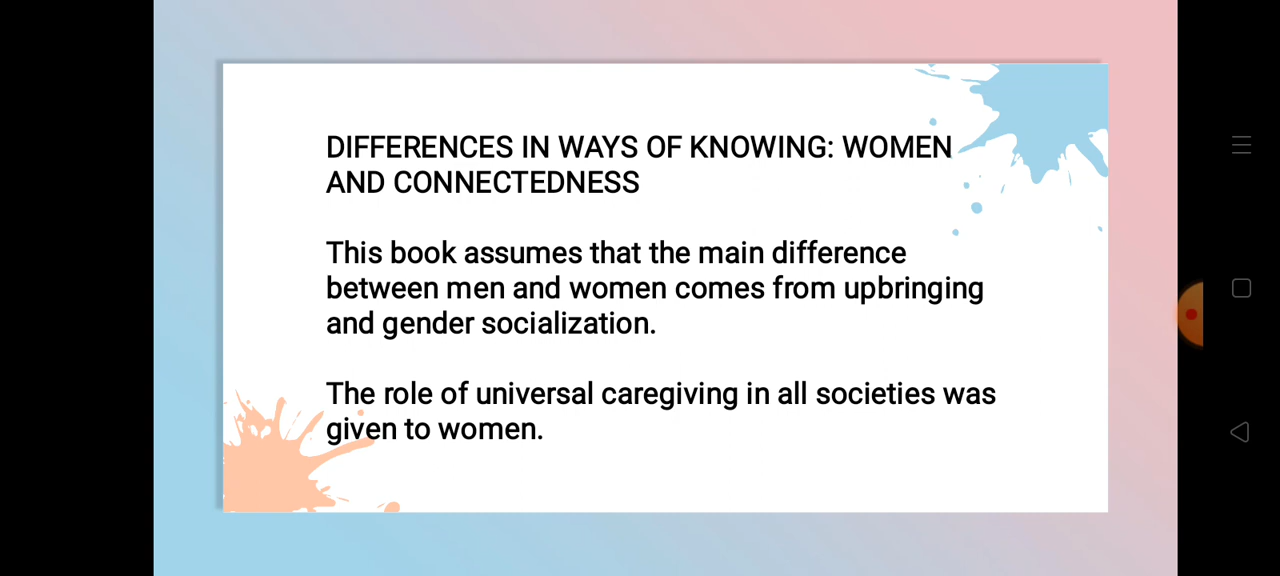 DIFFERENCES IN WAYS OF KNOWING: WOMEN
AND CONNECTEDNESS
This book assumes that the main difference
between men and women comes from upbringing
and gender socialization.
The role of universal caregiving in all societies was
given to women.